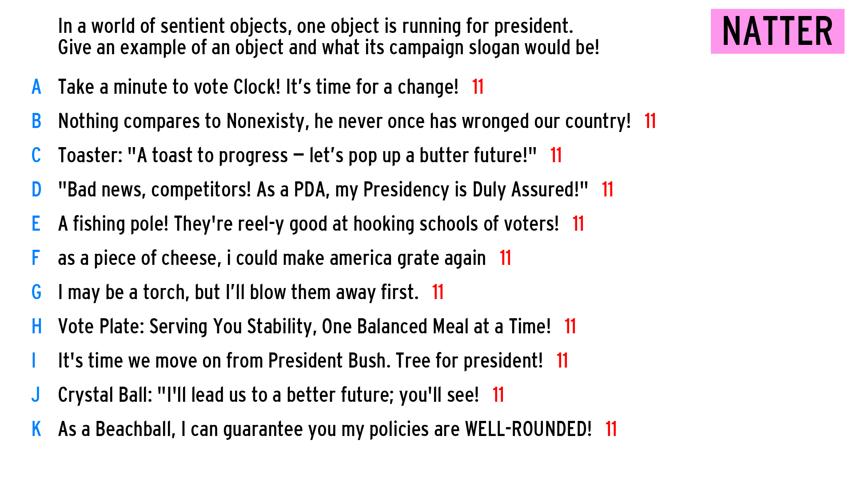 In a world of sentient objects, one object is running for president.
Give an example of an object and what its campaign slogan would be!
NATTER
A Take a minute to vote Clock! It's time for a change! 11
B Nothing compares to Nonexisty, he never once has wronged our country! 11
C Toaster: "A toast to progress – let's pop up a butter future!" 11
D "Bad news, competitors! As a PDA, my Presidency is Duly Assured!" 11
E A fishing pole! They're reel-y good at hooking schools of voters! 11
F as a piece of cheese, i could make america grate again 11
G I may be a torch, but I'll blow them away first. 11
H Vote Plate: Serving You Stability, One Balanced Meal at a Time! 11
I It's time we move on from President Bush. Tree for president! 11
J Crystal Ball: "I'll lead us to a better future; you'll see! 11
K As a Beachball, I can guarantee you my policies are WELL-ROUNDED! 11